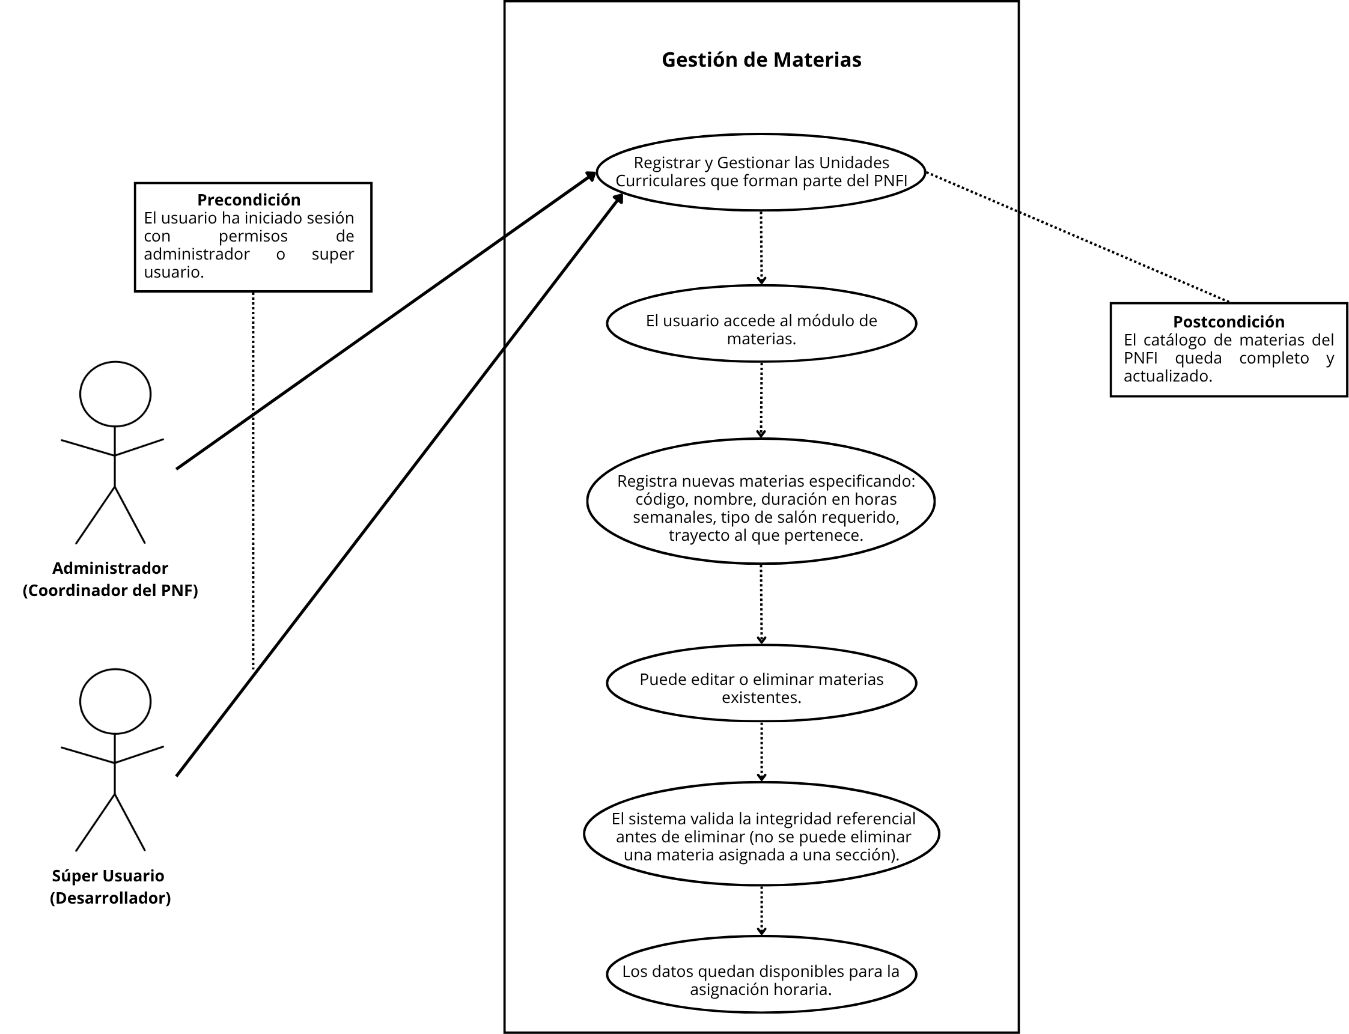 Gestión de Materias
Registrar y Gestionar las Unidades
Curriculares que forman parte del PNFI
Precondición
El usuario ha iniciado sesión
con permisos de
administrador o super
usuario.
El usuario accede al módulo de
materias.
Postcondición
El catálogo de materias del
PNFI queda completo y
actualizado.
Registra nuevas materias especificando:
código, nombre, duración en horas
semanales, tipo de salón requerido,
trayecto al que pertenece.
Administrador
(Coordinador del PNF)
Puede editar o eliminar materias
existentes.
El sistema valida la integridad referencial
antes de eliminar (no se puede eliminar
una materia asignada a una sección).
Súper Usuario
(Desarrollador)
Los datos quedan disponibles para la
asignación horaria.